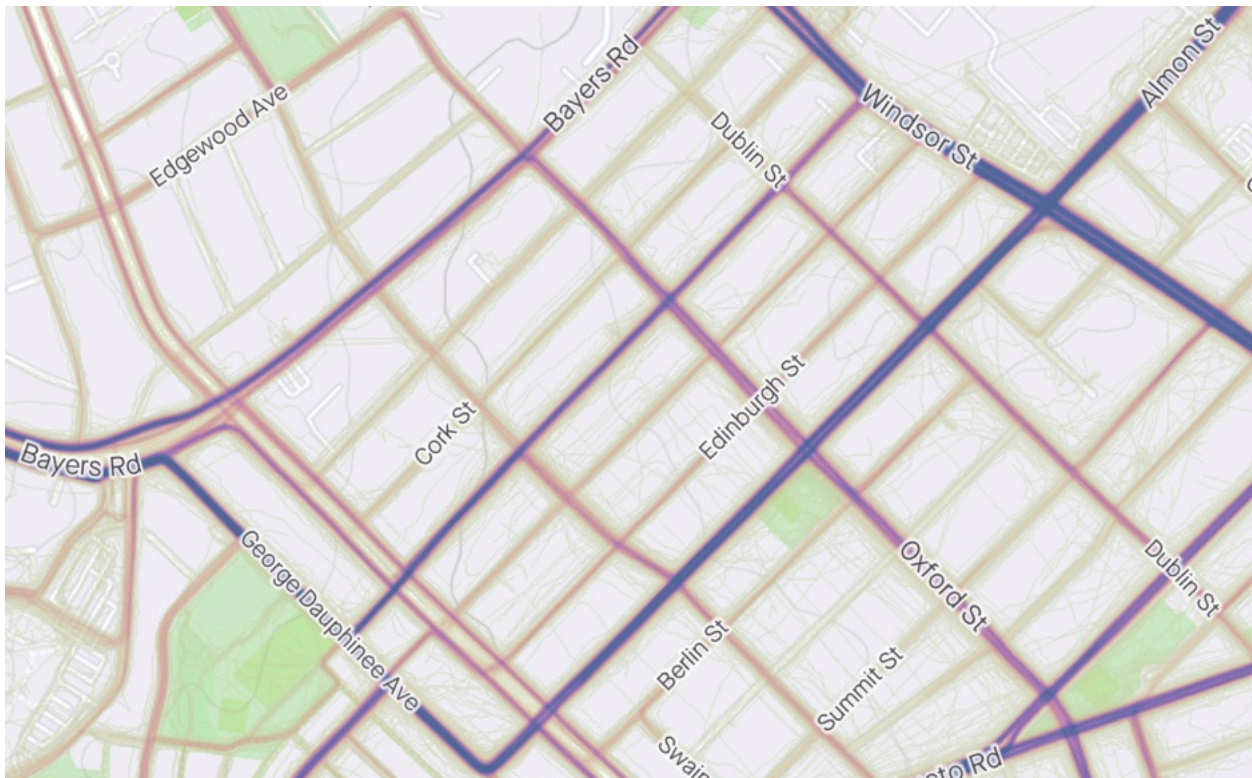 Almon St
Bayers Rd
Windsor St
Edgewood Ave
Dublin St
Edinburgh St
Cork St
Bayers Rd
George Dauphinee Ave
Oxford St
Dublin St
Berlin St
Summit St
Rd